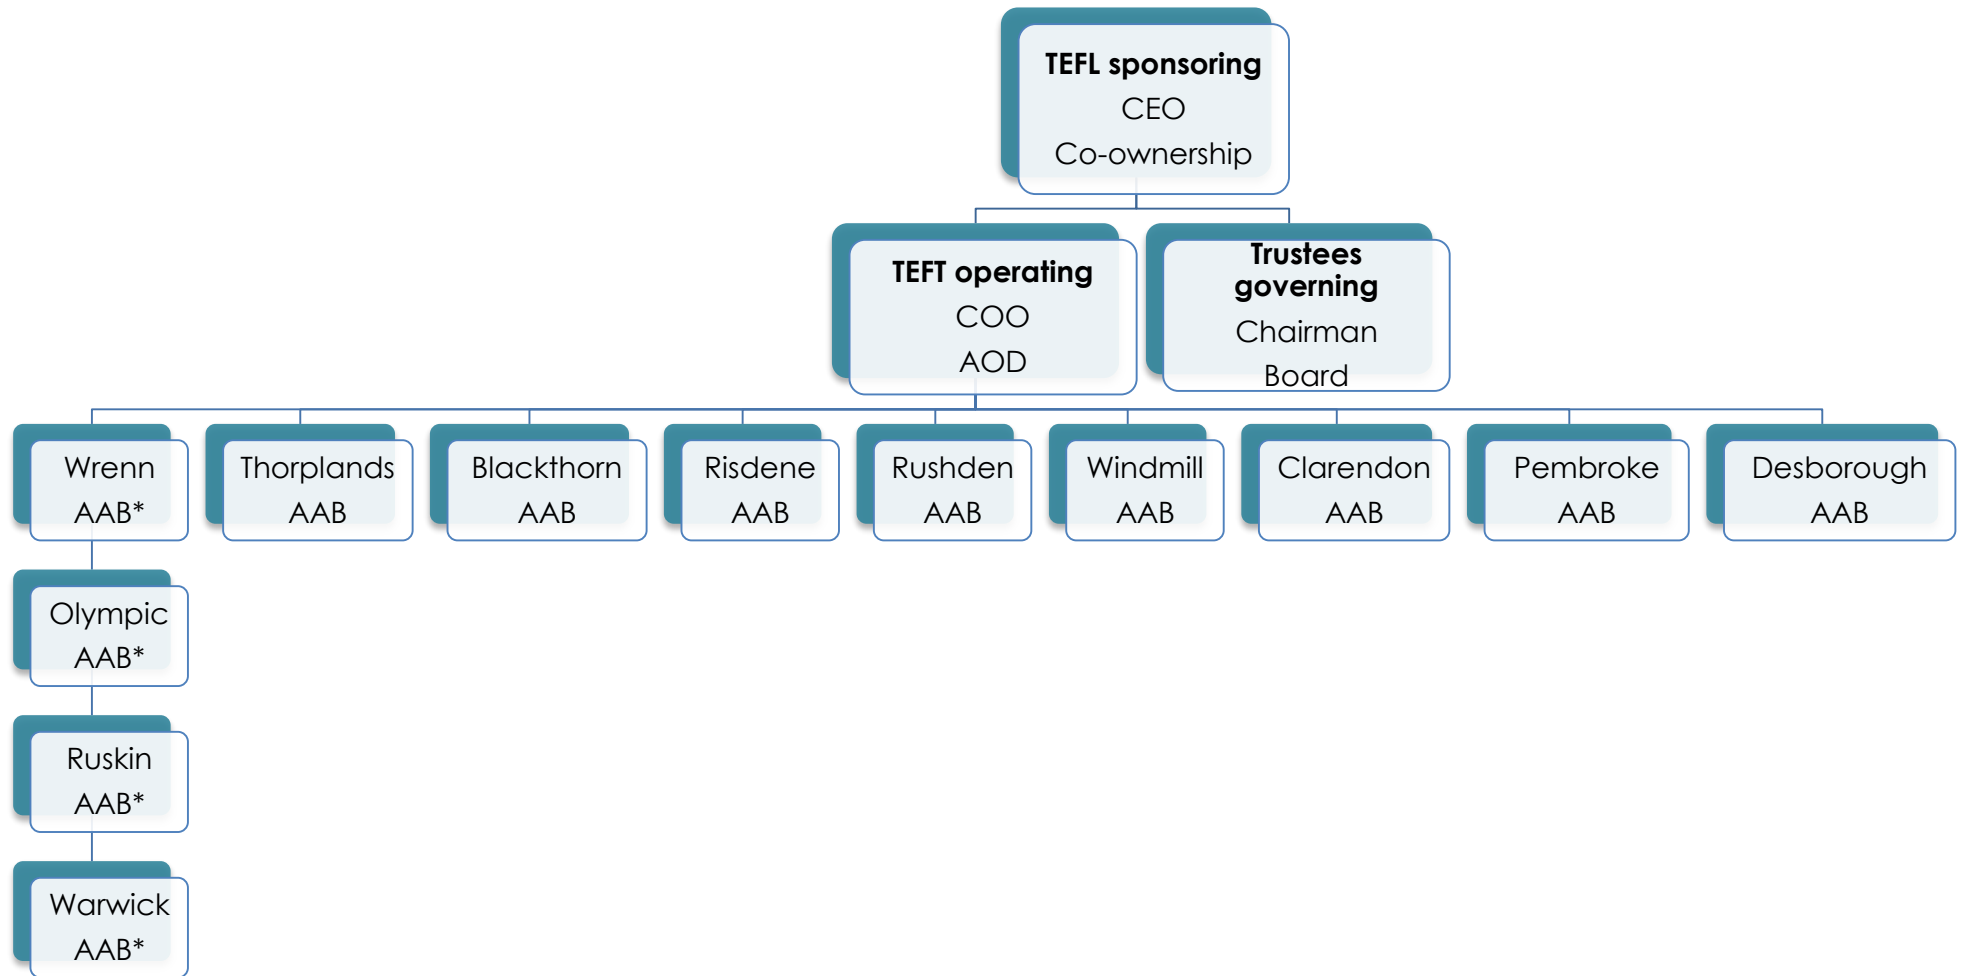 TEFL sponsoring
CEO
Co-ownership
TEFT operating
COO
AOD
Trustees
governing
Chairman
Board
Wrenn
AAB*
Thorplands
AAB
Blackthorn
AAB
Risdene
AAB
Rushden
AAB
Windmill
AAB
Clarendon
AAB
Pembroke
AAB
Desborough
AAB
Olympic
AAB*
Ruskin
AAB*
Warwick
AAB*